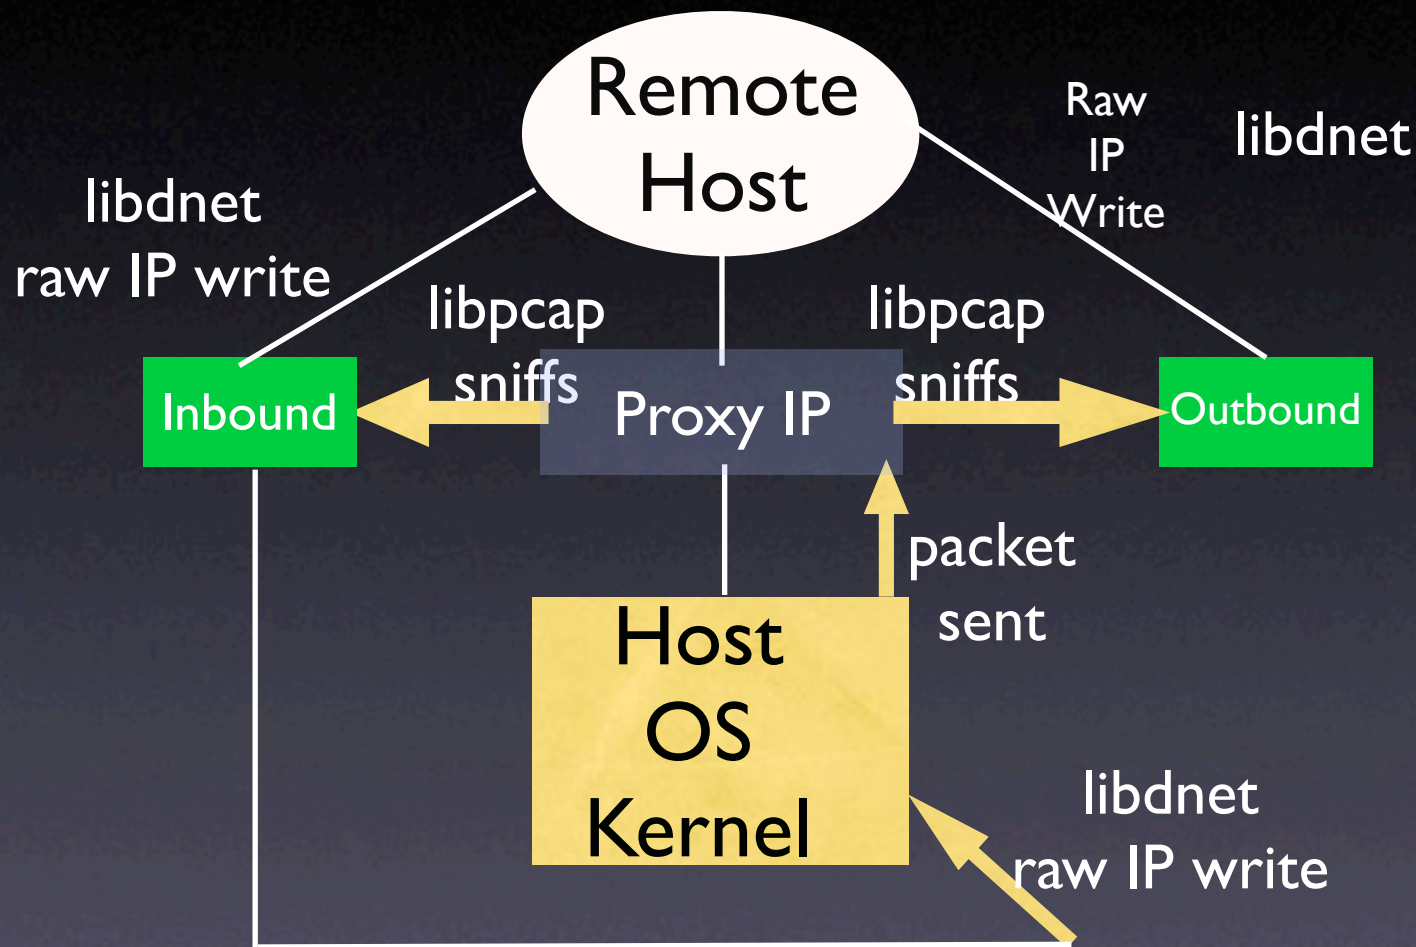 Remote
Host
Raw
IP
Write
libdnet
libdnet
raw IP write
libpcap
sniffs
libpcap
sniffs
Inbound
Proxy IP
Outbound
packet
sent
Host
OS
Kernel
libdnet
raw IP write